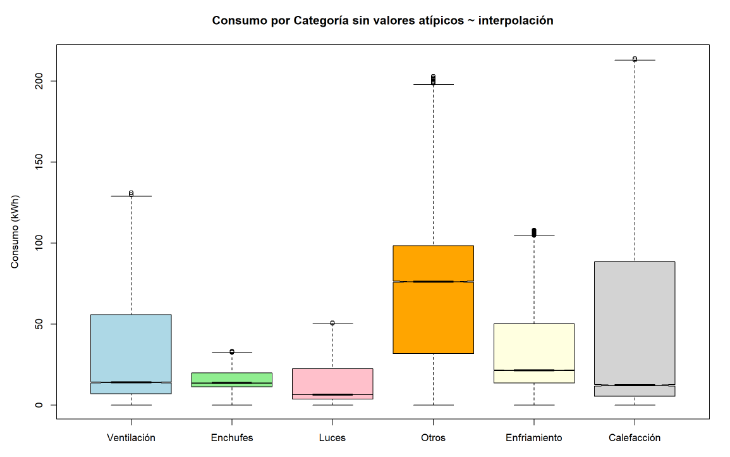 Consumo por Categoría sin valores atípicos ~ interpolación
Consumo (kWh)
200
150
100
50
0
Ventilación Enchufes Luces Otros Enfriamiento Calefacción